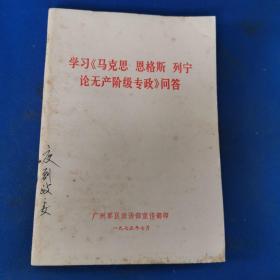 学习《马克思 恩格斯 列宁
论无产阶级专政》问答
广州军区政治部宣传部印
一九七五年七月